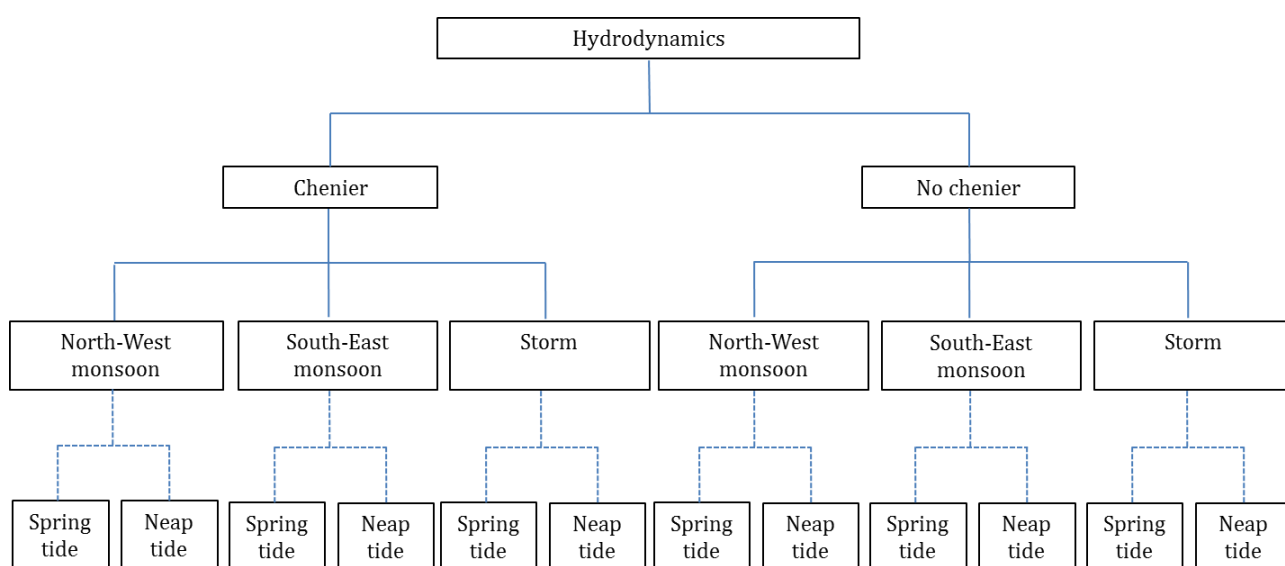 Hydrodynamics
Chenier
No chenier
North-West
monsoon
South-East
monsoon
Storm
North-West
monsoon
South-East
monsoon
Storm
Spring
tide
Neap
tide
Spring
tide
Neap
tide
Spring
tide
Neap
tide
Spring
tide
Neap
tide
Spring
tide
Neap
tide
Spring
tide
Neap
tide